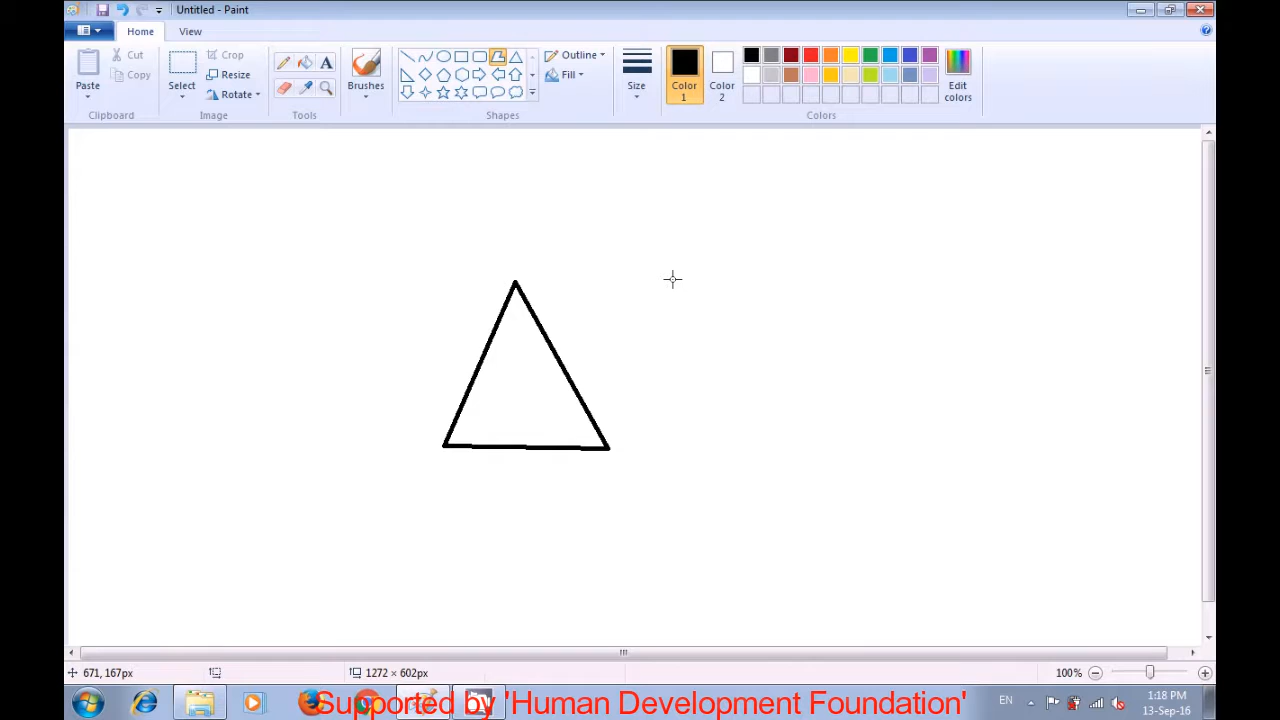 Untitled - Paint
Home View
Paste
Cut
Copy
Clipboard
Select
Crop
Resize
Rotate
Image
A
Tools
Brushes
Shapes
Outline
Fill
Size
Color 1
Color 2
Edit colors
Colors
671, 167px
1272 × 602px
100%
EN
1:18 PM
13-Sep-16
Supported by 'Human Development Foundation'